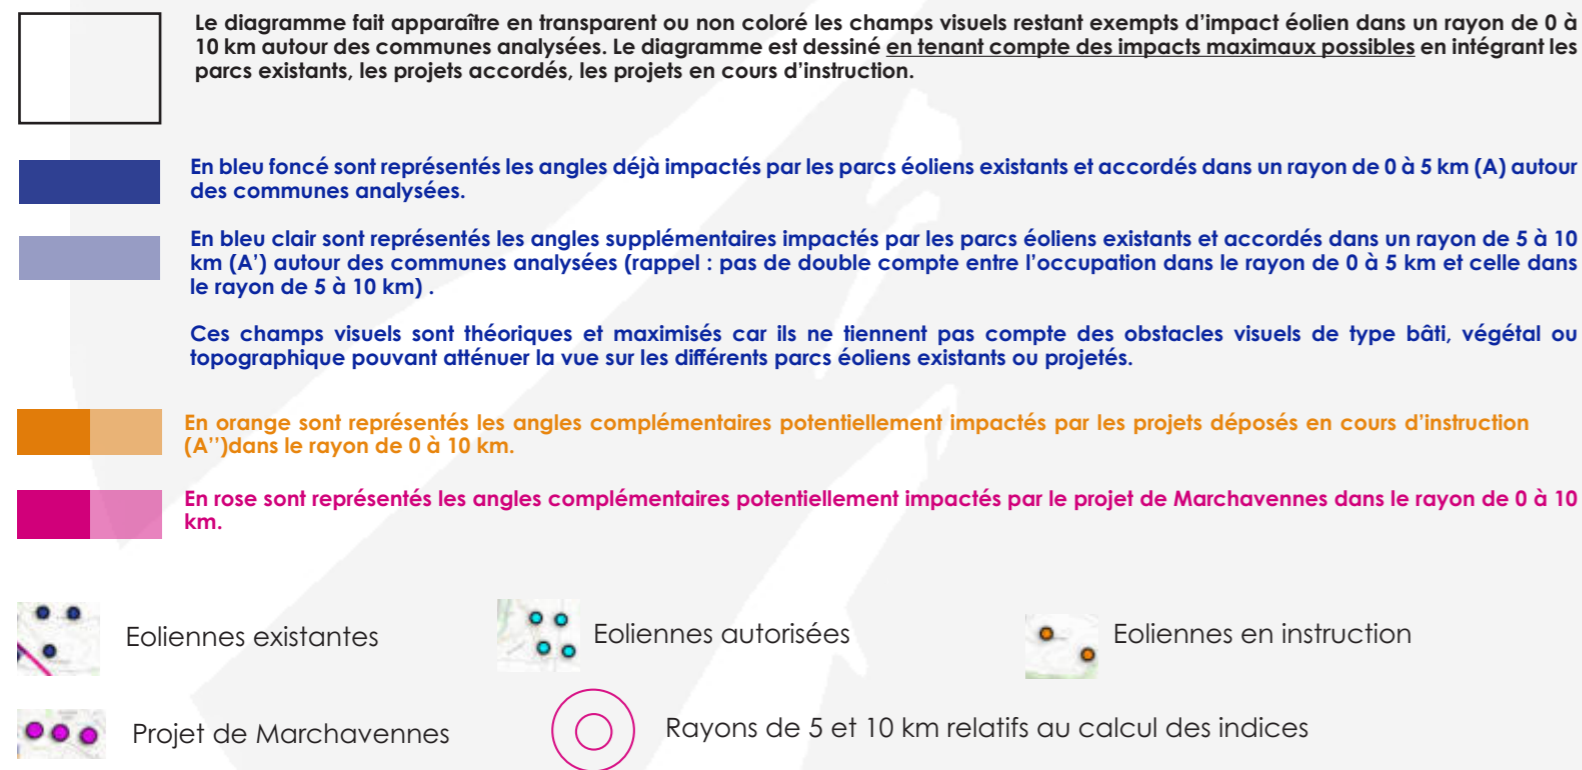 Le diagramme fait apparaître en transparent ou non coloré les champs visuels restant exempts d'impact éolien dans un rayon de 0 à
10 km autour des communes analysées. Le diagramme est dessiné en tenant compte des impacts maximaux possibles en intégrant les
parcs existants, les projets accordés, les projets en cours d'instruction.
En bleu foncé sont représentés les angles déjà impactés par les parcs éoliens existants et accordés dans un rayon de 0 à 5 km (A) autour
des communes analysées.
En bleu clair sont représentés les angles supplémentaires impactés par les parcs éoliens existants et accordés dans un rayon de 5 à 10
km (A') autour des communes analysées (rappel : pas de double compte entre l'occupation dans le rayon de 0 à 5 km et celle dans
le rayon de 5 à 10 km) .
Ces champs visuels sont théoriques et maximisés car ils ne tiennent pas compte des obstacles visuels de type bâti, végétal ou
topographique pouvant atténuer la vue sur les différents parcs éoliens existants ou projetés.
En orange sont représentés les angles complémentaires potentiellement impactés par les projets déposés en cours d'instruction
(A'')dans le rayon de 0 à 10 km.
En rose sont représentés les angles complémentaires potentiellement impactés par le projet de Marchavennes dans le rayon de 0 à 10
km.
Eoliennes existantes
Eoliennes autorisées
Eoliennes en instruction
Projet de Marchavennes
Rayons de 5 et 10 km relatifs au calcul des indices